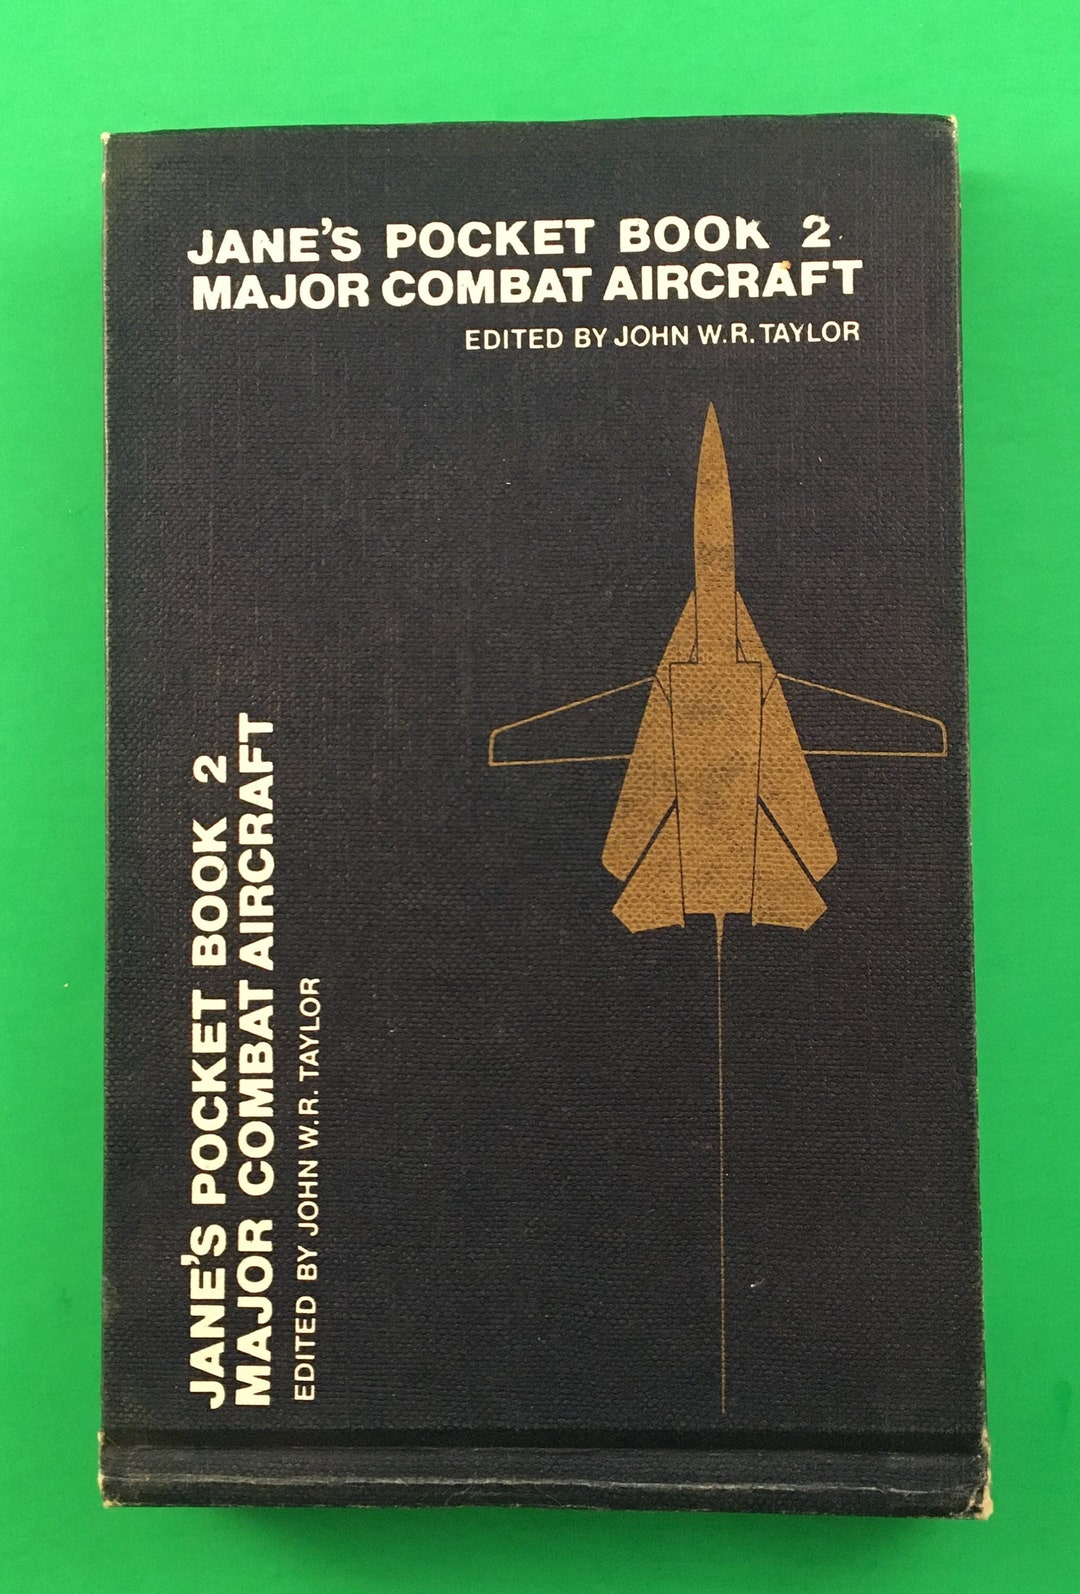 JANE'S POCKET BOOK 2
MAJOR COMBAT AIRCRAFT
EDITED BY JOHN W.R. TAYLOR
JANE'S POCKET BOOK 2
MAJOR COMBAT AIRCRAFT
EDITED BY JOHN W.R. TAYLOR